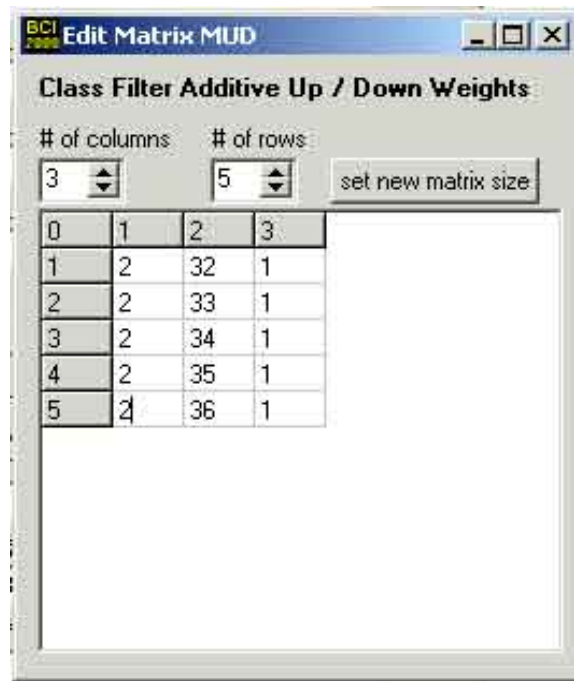 BCI 2000 Edit Matrix MUD
Class Filter Additive Up / Down Weights
# of columns # of rows
3 5 set new matrix size
0 1 2 3
1 2 32 1
2 2 33 1
3 2 34 1
4 2 35 1
5 2 36 1